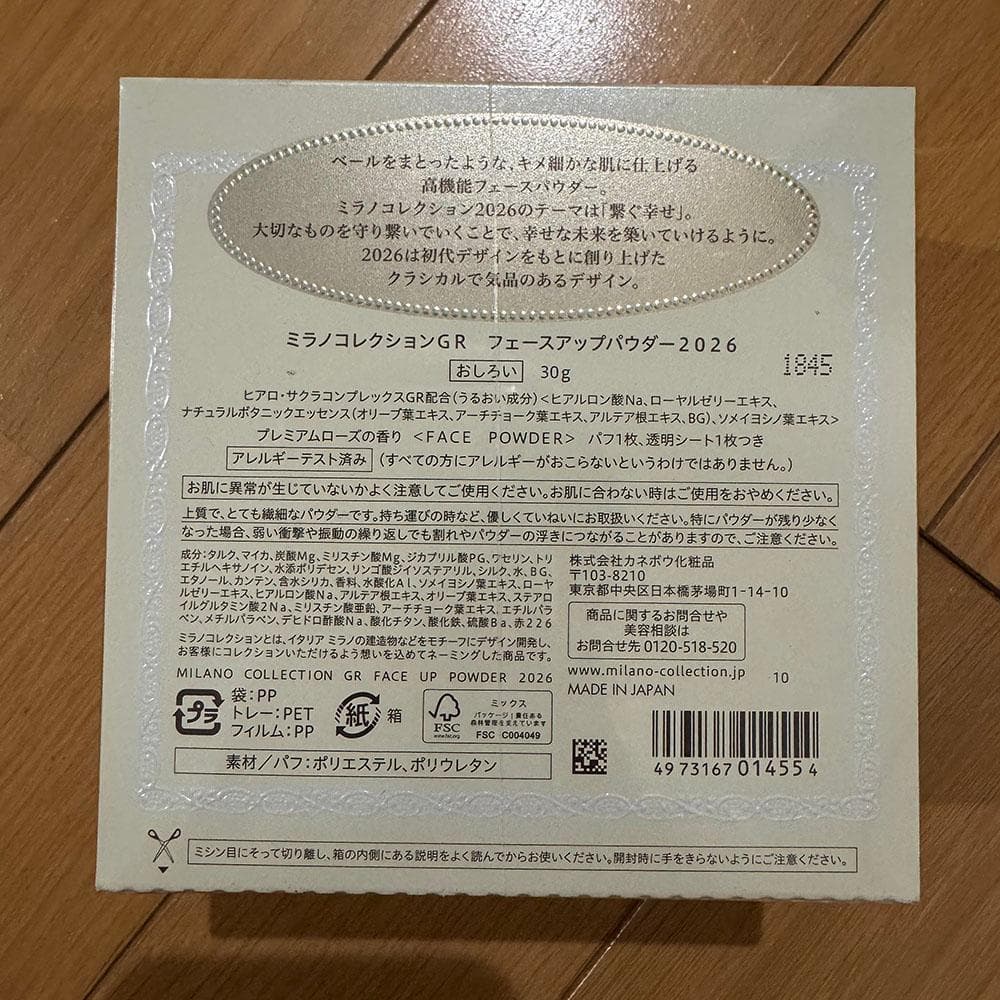 ベールをまとったような、キメ細かな肌に仕上げる
高機能フェースパウダー。
ミラノコレクション2026のテーマは「繋ぐ幸せ」。
大切なものを守り繋いでいくことで、幸せな未来を築いていけるように。
2026は初代デザインをもとに創り上げた
クラシカルで気品のあるデザイン。
ミラノコレクションGR フェースアップパウダー2026
おしろい 30g
1845
ヒアロ・サクラコンプレックスGR配合(うるおい成分)<ヒアルロン酸Na、ローヤルゼリーエキス、
ナチュラルボタニックエッセンス(オリーブ葉エキス、アーチチョーク葉エキス、アルテア根エキス、BG)、ソメイヨシノ葉エキス>
プレミアムローズの香り <FACE POWDER> パフ1枚、透明シート1枚つき
アレルギーテスト済み (すべての方にアレルギーがおこらないというわけではありません。)
お肌に異常が生じていないかよく注意してご使用ください。お肌に合わない時はご使用をおやめください。
上質で、とても繊細なパウダーです。持ち運びの時など、優しくていねいにお取扱いください。特にパウダーが残り少なく
なった場合、弱い衝撃や振動の繰り返しでも割れやパウダーの浮きにつながることがありますので、ご注意ください。
成分:タルク、マイカ、炭酸Mg、ミリスチン酸Mg、ジカプリル酸PG、ワセリン、トリ
エチルヘキサノイン、水添ポリデセン、リンゴ酸ジイソステアリル、シルク、水、BG、
エタノール、カンテン、含水シリカ、香料、水酸化Al、ソメイヨシノ葉エキス、ローヤ
ルゼリーエキス、ヒアルロン酸Na、アルテア根エキス、オリーブ葉エキス、ステアロ
イルグルタミン酸2Na、ミリスチン酸亜鉛、アーチチョーク葉エキス、エチルパラ
ベン、メチルパラベン、デヒドロ酢酸Na、酸化チタン、酸化鉄、硫酸Ba、赤226
ミラノコレクションとは、イタリア ミラノの建造物などをモチーフにデザイン開発し、
お客様にコレクションいただけるよう想いを込めてネーミングした商品です。
MILANO COLLECTION GR FACE UP POWDER 2026
株式会社カネボウ化粧品
〒103-8210
東京都中央区日本橋茅場町1-14-10
商品に関するお問合せや
美容相談は
お問合せ先 0120-518-520
www.milano-collection.jp 10
MADE IN JAPAN
プラ
袋:PP
トレー:PET
フィルム:PP
紙 箱
FSC
www.fsc.org
ミックス
パッケージ|責任ある
森林管理を支えています
FSC C004049
素材/パフ:ポリエステル、ポリウレタン
4 973167 014554
ミシン目にそって切り離し、箱の内側にある説明をよく読んでからお使いください。開封時に手をきらないようにご注意ください。